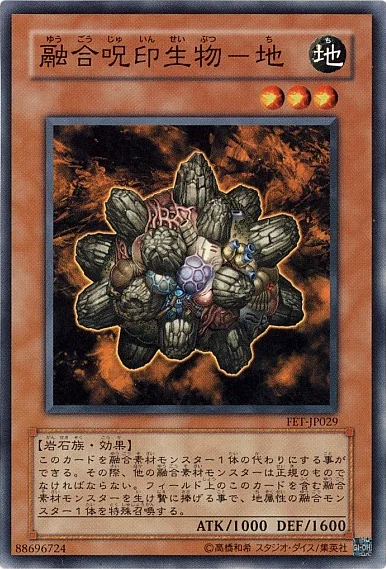 融合呪印生物－地
地
FET-JP029
【岩石族・効果】
このカードを融合素材モンスター1体の代わりにする事が
できる。その際、他の融合素材モンスターは正規のもので
なければならない。フィールド上のこのカードを含む融合
素材モンスターを生け贄に捧げる事で、地属性の融合モン
スター1体を特殊召喚する。
ATK/1000 DEF/1600
88696724
©高橋和希 スタジオ・ダイス/集英社